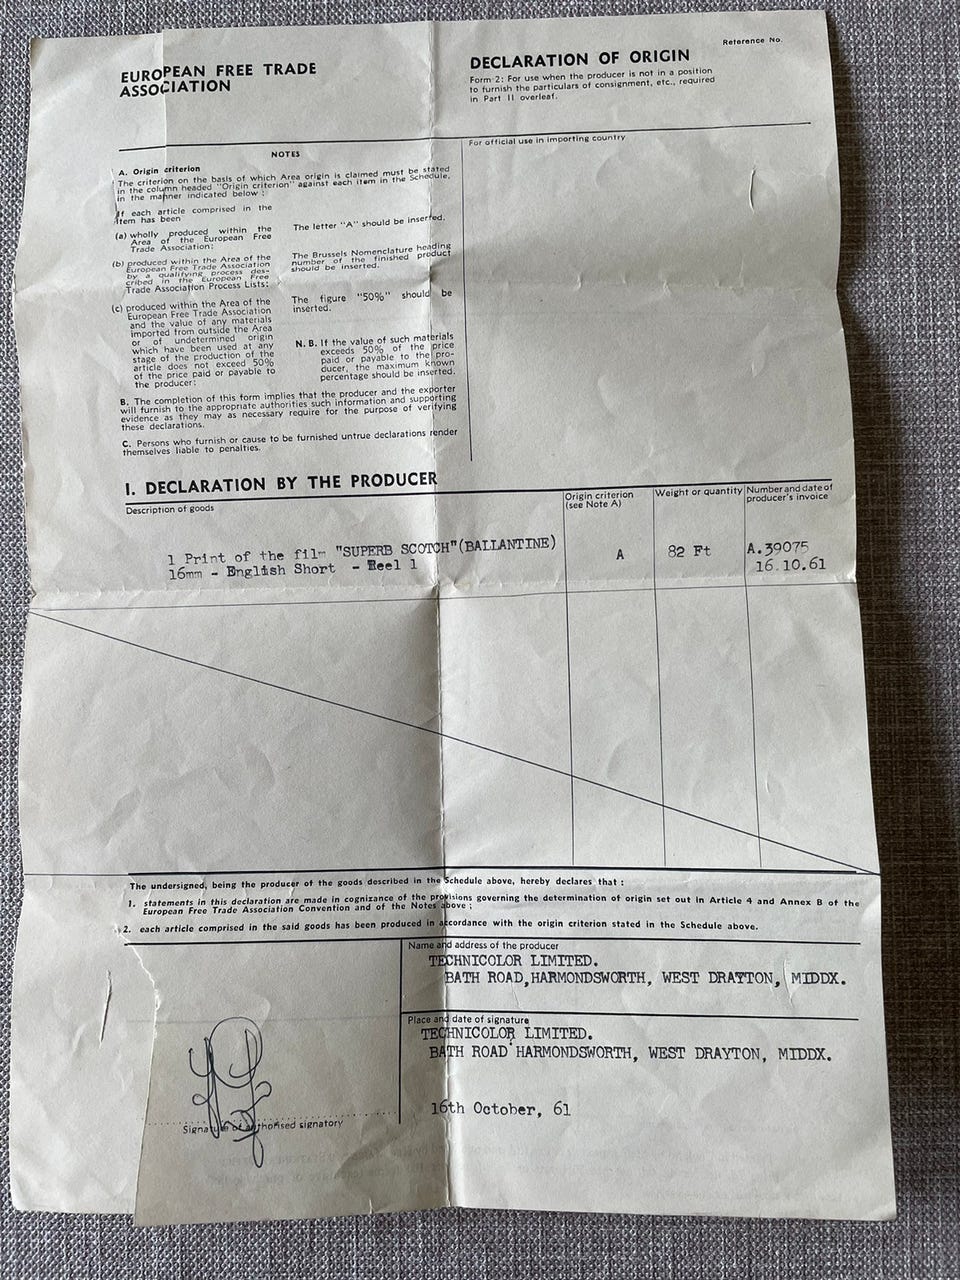 Reference No.
EUROPEAN FREE TRADE
ASSOCIATION
DECLARATION OF ORIGIN
Form 2: For use when the producer is not in a position
to furnish the particulars of consignment, etc., required
in Part II overleaf.
For official use in importing country
NOTES
A. Origin criterion
The criterion on the basis of which Area origin is claimed must be stated
in the column headed "Origin criterion" against each item in the Schedule,
in the manner indicated below :
If each article comprised in the
item has been
(a) wholly produced within the
Area of the European Free
Trade Association:
The letter "A" should be inserted.
(b) produced within the Area of the
European Free Trade Association
by a qualifying process des-
cribed in the European Free
Trade Association Process Lists:
The Brussels Nomenclature heading
number of the finished product
should be inserted.
(c) produced within the Area of the
European Free Trade Association
and the value of any materials
imported from outside the Area
or of undetermined origin
which have been used at any
stage of the production of the
article does not exceed 50%
of the price paid or payable to
the producer:
The figure "50%" should be
inserted.
N. B. If the value of such materials
exceeds 50% of the price
paid or payable to the pro-
ducer, the maximum known
percentage should be inserted.
B. The completion of this form implies that the producer and the exporter
will furnish to the appropriate authorities such information and supporting
evidence as they may as necessary require for the purpose of verifying
these declarations.
C. Persons who furnish or cause to be furnished untrue declarations render
themselves liable to penalties.
I. DECLARATION BY THE PRODUCER
Description of goods
Origin criterion
(see Note A)
Weight or quantity
Number and date of
producer's invoice
1 Print of the film "SUPERB SCOTCH"(BALLANTINE)
16mm - English Short - Reel 1
A
82 Ft
A.39075
16.10.61
The undersigned, being the producer of the goods described in the Schedule above, hereby declares that :
1. statements in this declaration are made in cognizance of the provisions governing the determination of origin set out in Article 4 and Annex B of the
European Free Trade Association Convention and of the Notes above ;
2. each article comprised in the said goods has been produced in accordance with the origin criterion stated in the Schedule above.
Name and address of the producer
TECHNICOLOR LIMITED.
BATH ROAD,HARMONDSWORTH, WEST DRAYTON, MIDDX.
Place and date of signature
TECHNICOLOR LIMITED.
BATH ROAD HARMONDSWORTH, WEST DRAYTON, MIDDX.
16th October, 61
Signature of authorised signatory